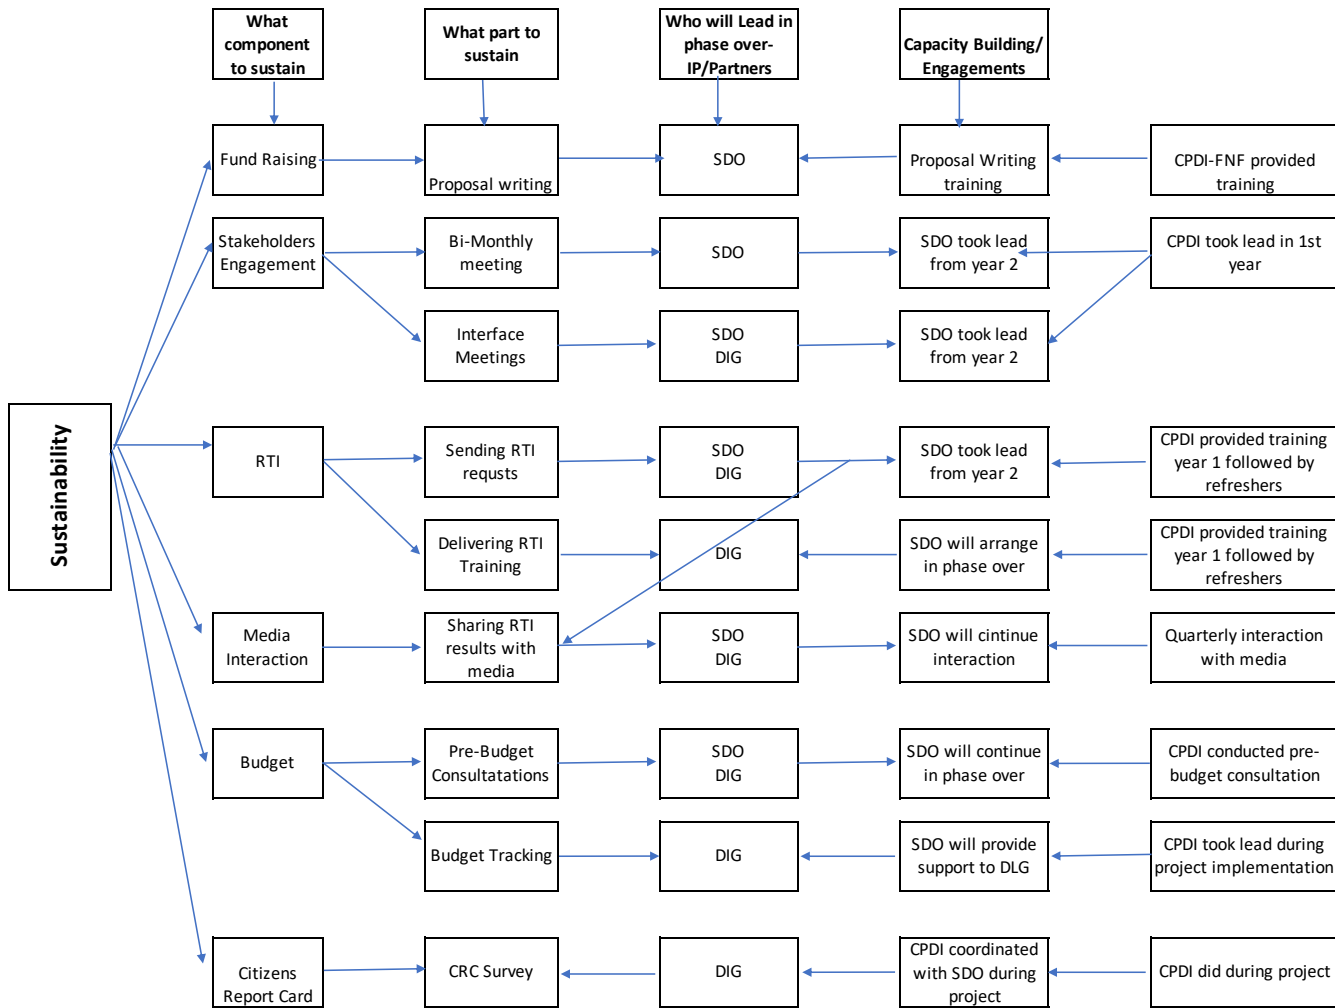 What
component
to sustain
What part to
sustain
Who will Lead in
phase over-
IP/Partners
Capacity Building/
Engagements
Fund Raising
Proposal writing
SDO
Proposal Writing
training
CPDI-FNF provided
training
Stakeholders
Engagement
Bi-Monthly
meeting
SDO
SDO took lead
from year 2
CPDI took lead in 1st
year
Interface
Meetings
SDO
DIG
SDO took lead
from year 2
Sustainability
RTI
Sending RTI
requsts
SDO
DIG
SDO took lead
from year 2
CPDI provided training
year 1 followed by
refreshers
Delivering RTI
Training
DIG
SDO will arrange
in phase over
CPDI provided training
year 1 followed by
refreshers
Media
Interaction
Sharing RTI
results with
media
SDO
DIG
SDO will cintinue
interaction
Quarterly interaction
with media
Budget
Pre-Budget
Consultatations
SDO
DIG
SDO will continue
in phase over
CPDI conducted pre-
budget consultation
Budget Tracking
DIG
SDO will provide
support to DLG
CPDI took lead during
project implementation
Citizens
Report Card
CRC Survey
DIG
CPDI coordinated
with SDO during
project
CPDI did during project